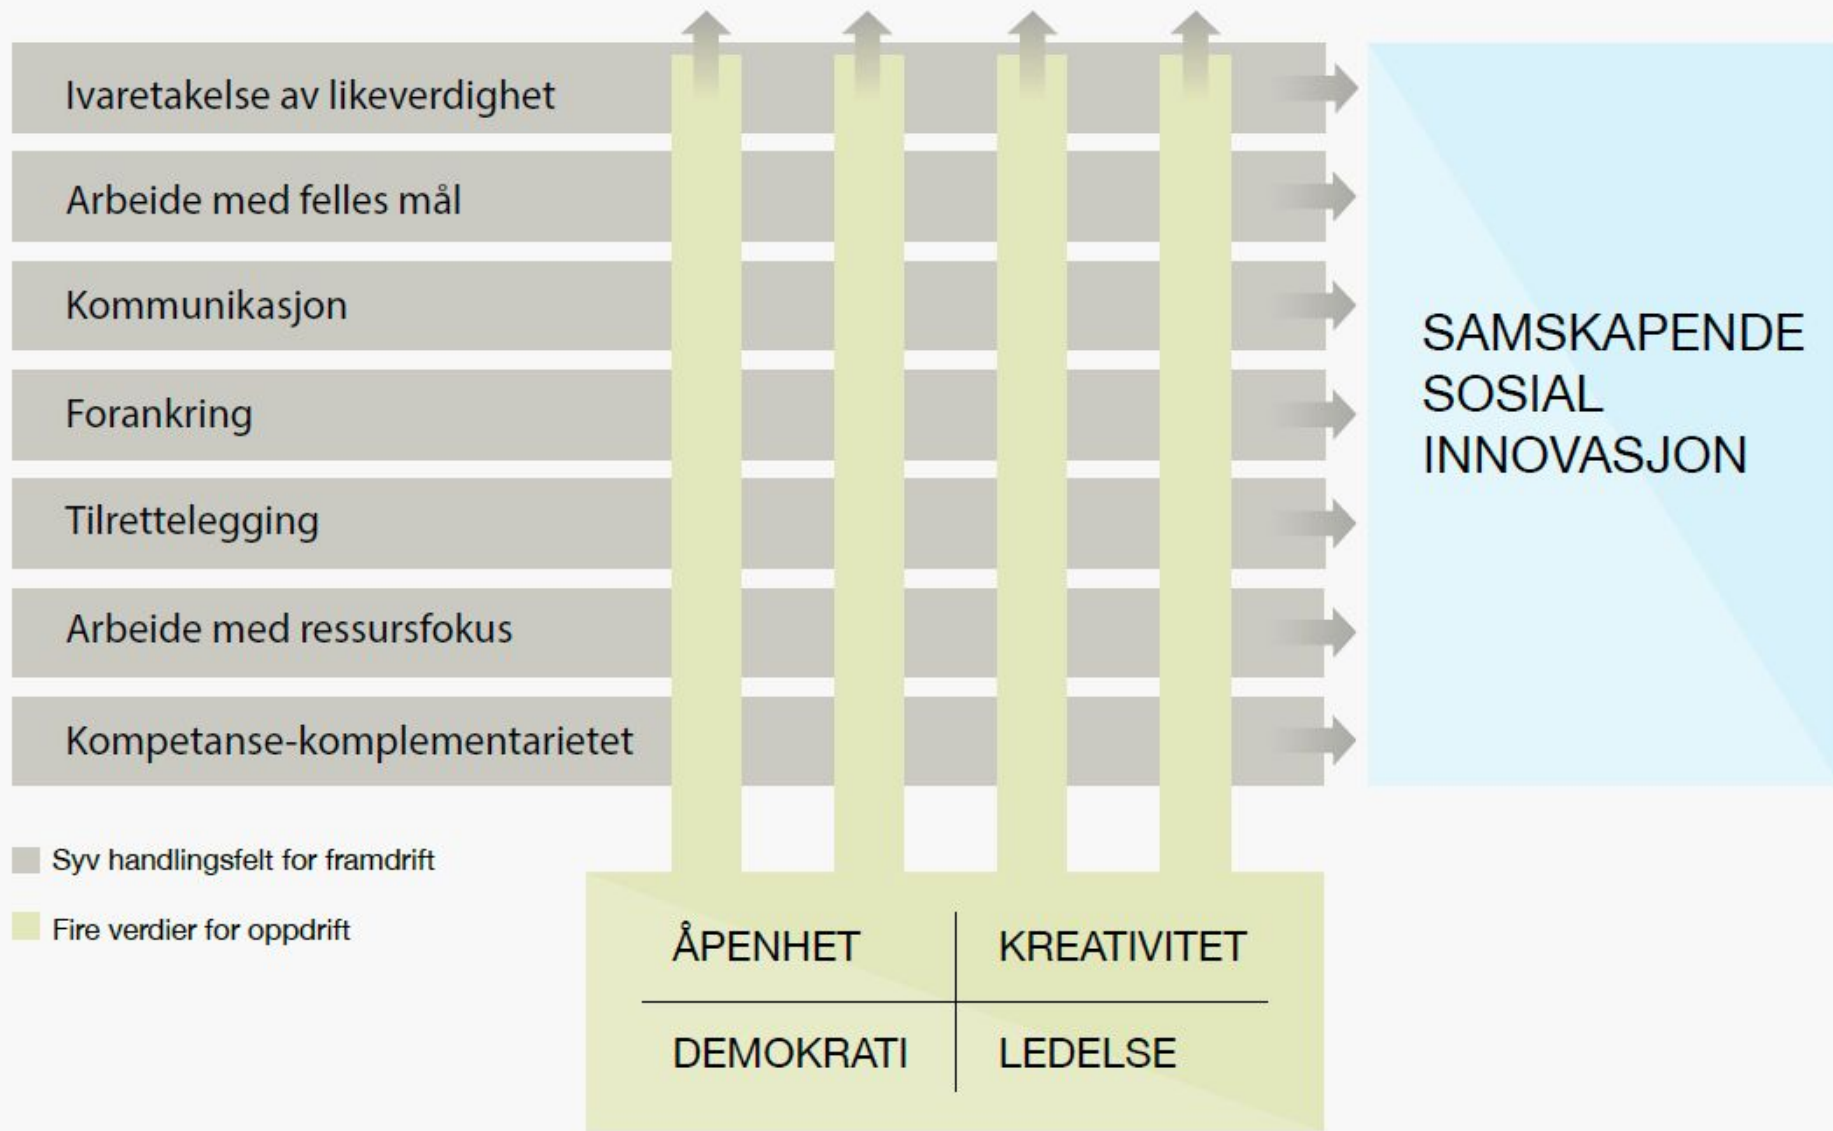 Ivaretakelse av likeverdighet
Arbeide med felles mål
Kommunikasjon
Forankring
Tilrettelegging
Arbeide med ressursfokus
Kompetanse-komplementarietet
SAMSKAPENDE
SOSIAL
INNOVASJON
Syv handlingsfelt for framdrift
Fire verdier for oppdrift
ÅPENHET
KREATIVITET
DEMOKRATI
LEDELSE